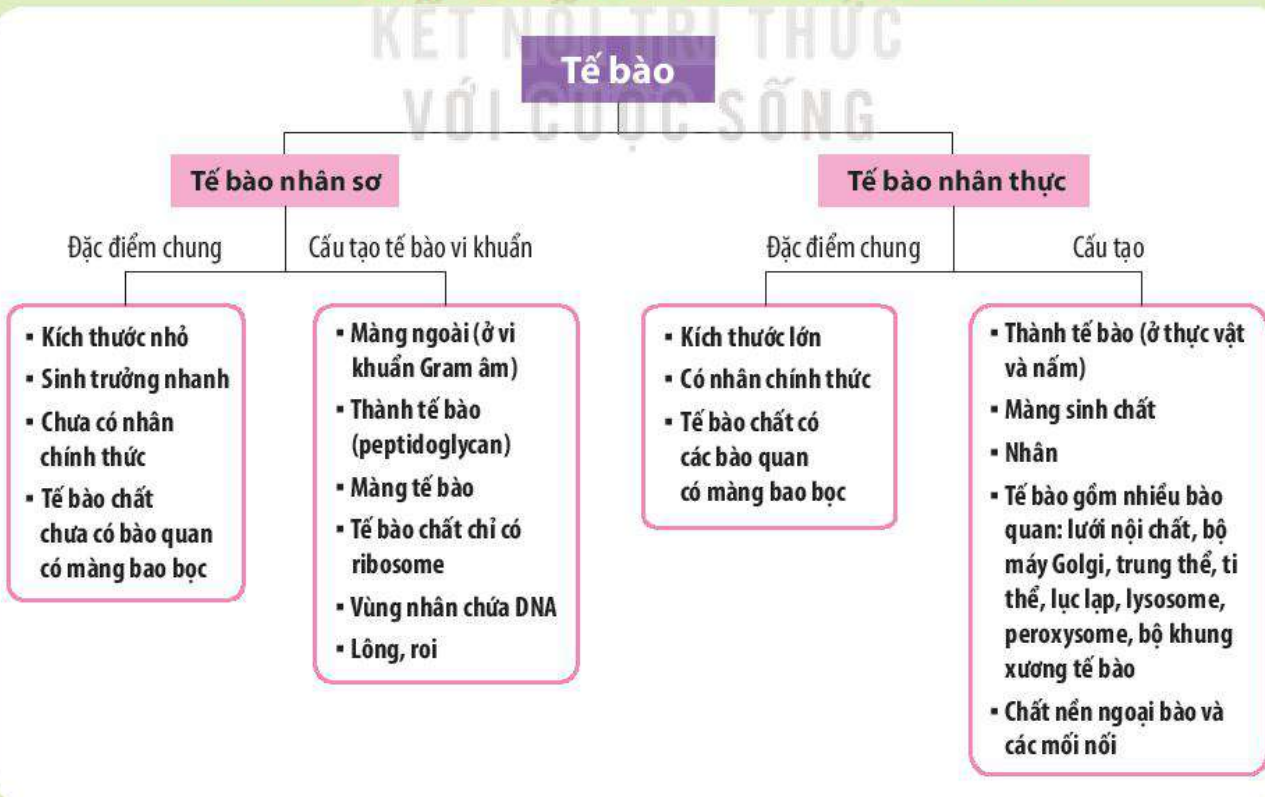 KẾT NỐI TRI THỨC
VỚI CUỘC SỐNG
Tế bào
Tế bào nhân sơ
Đặc điểm chung
▪ Kích thước nhỏ
▪ Sinh trưởng nhanh
▪ Chưa có nhân
chính thức
▪ Tế bào chất
chưa có bào quan
có màng bao bọc
Cấu tạo tế bào vi khuẩn
▪ Màng ngoài (ở vi
khuẩn Gram âm)
▪ Thành tế bào
(peptidoglycan)
▪ Màng tế bào
▪ Tế bào chất chỉ có
ribosome
▪ Vùng nhân chứa DNA
▪ Lông, roi
Tế bào nhân thực
Đặc điểm chung
▪ Kích thước lớn
▪ Có nhân chính thức
▪ Tế bào chất có
các bào quan
có màng bao bọc
Cấu tạo
▪ Thành tế bào (ở thực vật
và nấm)
▪ Màng sinh chất
▪ Nhân
▪ Tế bào gồm nhiều bào
quan: lưới nội chất, bộ
máy Golgi, trung thể, ti
thể, lục lạp, lysosome,
peroxysome, bộ khung
xương tế bào
▪ Chất nền ngoại bào và
các mối nối